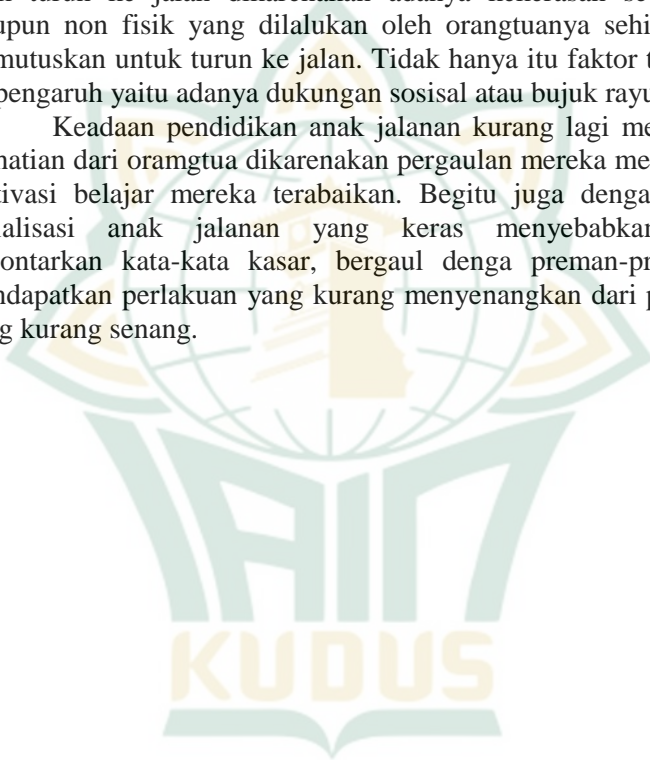 turun ke jalan dikarenakan adanya
upun non fisik yang dilalukan oleh orangtuanya sehi
mutuskan untuk turun ke jalan. Tidak hanya itu faktor t
pengaruh yaitu adanya dukungan sosisal atau bujuk rayu
Keadaan pendidikan anak jalanan kurang lagi me
hatian dari oramgtua dikarenakan pergaulan mereka me
tivasi belajar mereka terabaikan. Begitu juga denga
ialisasi anak jalanan yang keras menyebabkan
ontarkan kata-kata kasar, bergaul denga preman-pr
ndapatkan perlakuan yang kurang menyenangkan dari p
g kurang senang.
IAIN
KUDUS